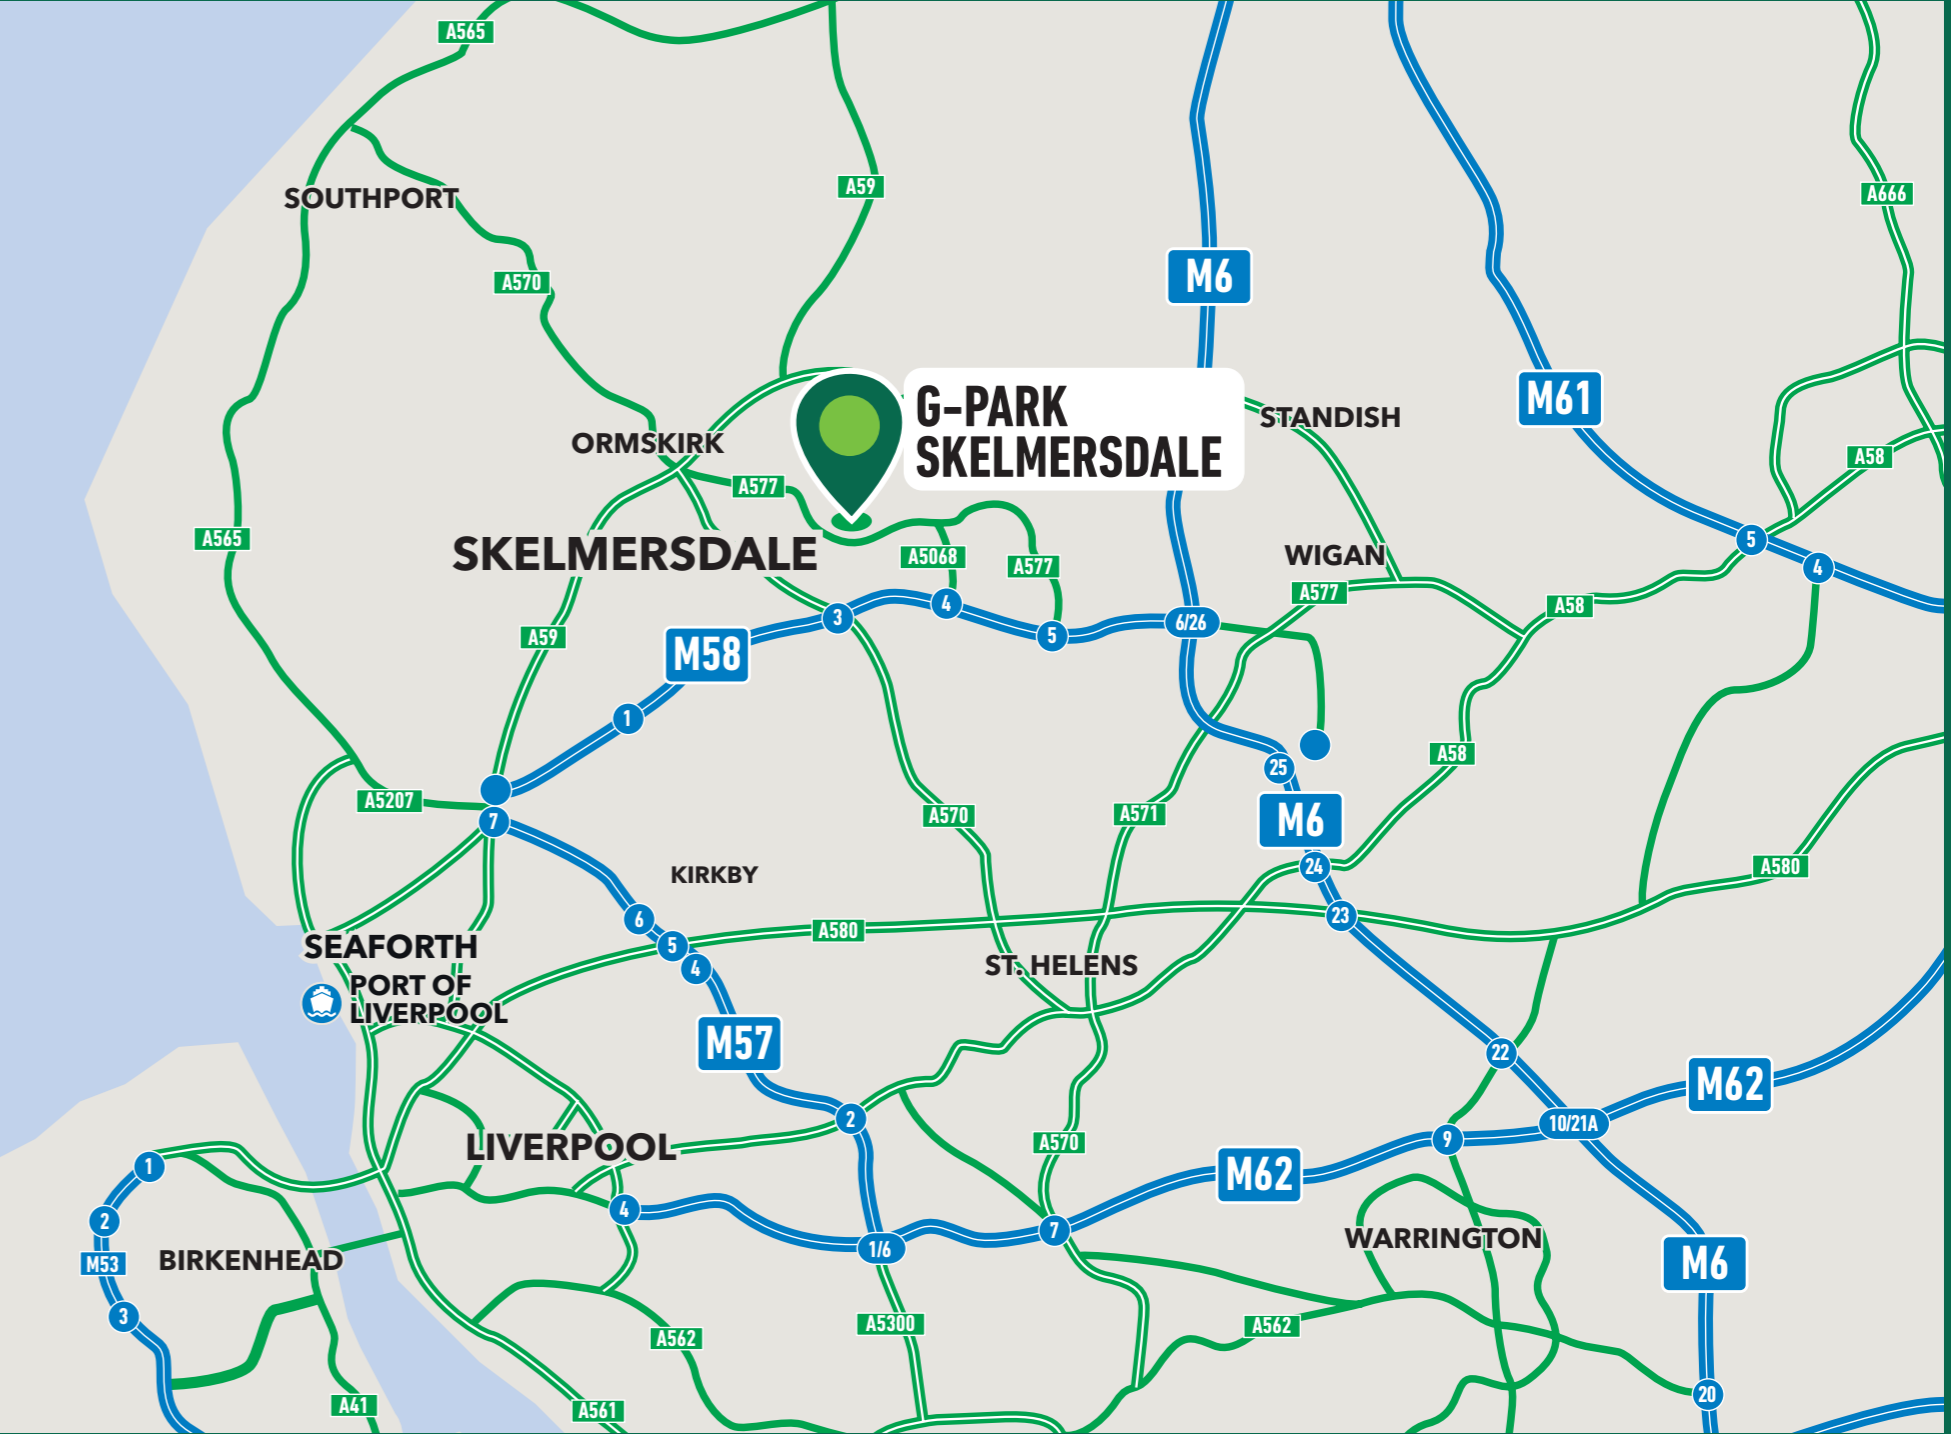 A565
A59
A666
SOUTHPORT
M6
A570
M61
G-PARK
SKELMERSDALE
STANDISH
ORMSKIRK
A58
A577
A565
5
SKELMERSDALE
A5068
A577
WIGAN
4
A577
4
A58
3
6/26
A59
5
M58
1
A58
25
7
A5207
A570
A571
M6
24
A580
KIRKBY
23
6
A580
5
SEAFORTH
4
ST. HELENS
PORT OF
LIVERPOOL
M57
22
M62
2
10/21A
9
A570
LIVERPOOL
1
M62
4
2
7
WARRINGTON
1/6
BIRKENHEAD
M53
M6
3
A5300
A562
A562
20
A41
A561